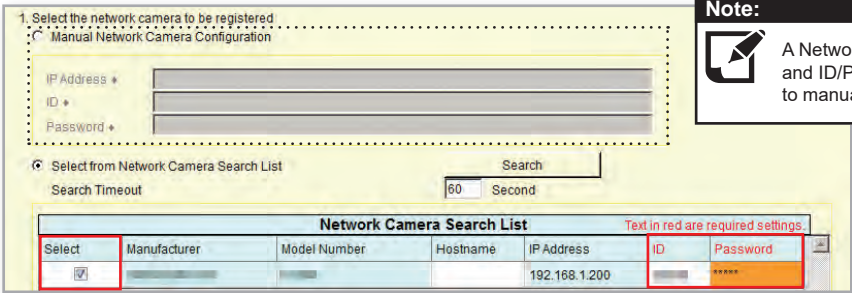 1. Select the network camera to be registered
Manual Network Camera Configuration
IP Address
ID
Password
Note:
A Netwo
and ID/P
to manua
Select from Network Camera Search List
Search
Search Timeout
60 Second
Network Camera Search List
Text in red are required settings.
Select Manufacturer Model Number Hostname IP Address ID Password
192.168.1.200 *****